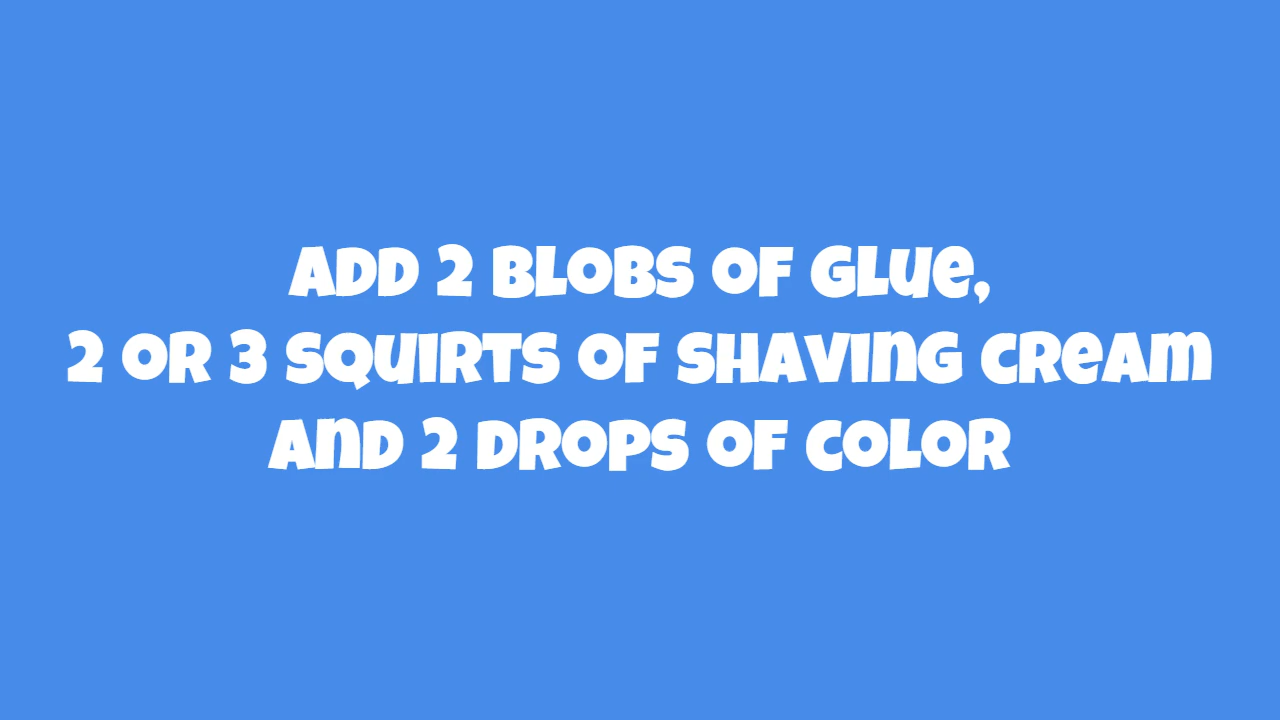 ADD 2 BLOBS OF GLUE,
2 OR 3 SQUIRTS OF SHAVING CREAM
AND 2 DROPS OF COLOR